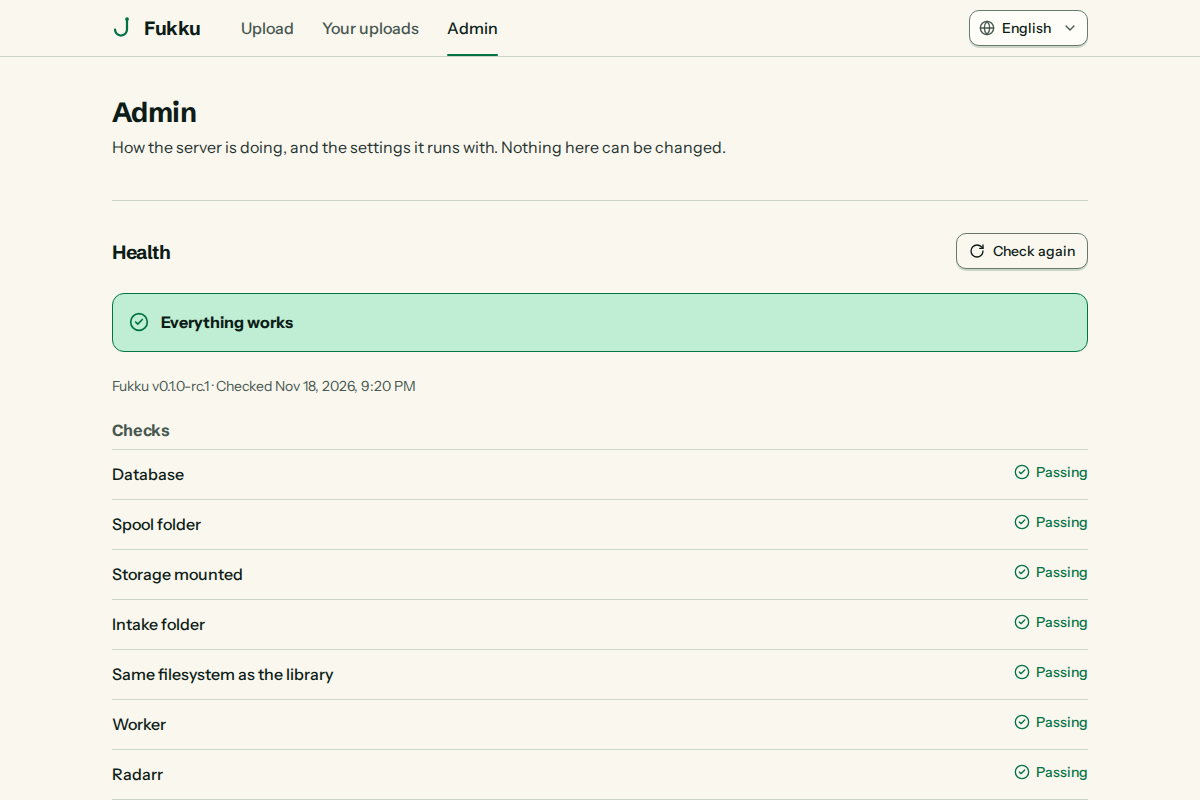 Fukku
Upload
Your uploads
Admin
English
Admin
How the server is doing, and the settings it runs with. Nothing here can be changed.
Health
Check again
Everything works
Fukku v0.1.0-rc.1 · Checked Nov 18, 2026, 9:20 PM
Checks
Database Passing
Spool folder Passing
Storage mounted Passing
Intake folder Passing
Same filesystem as the library Passing
Worker Passing
Radarr Passing